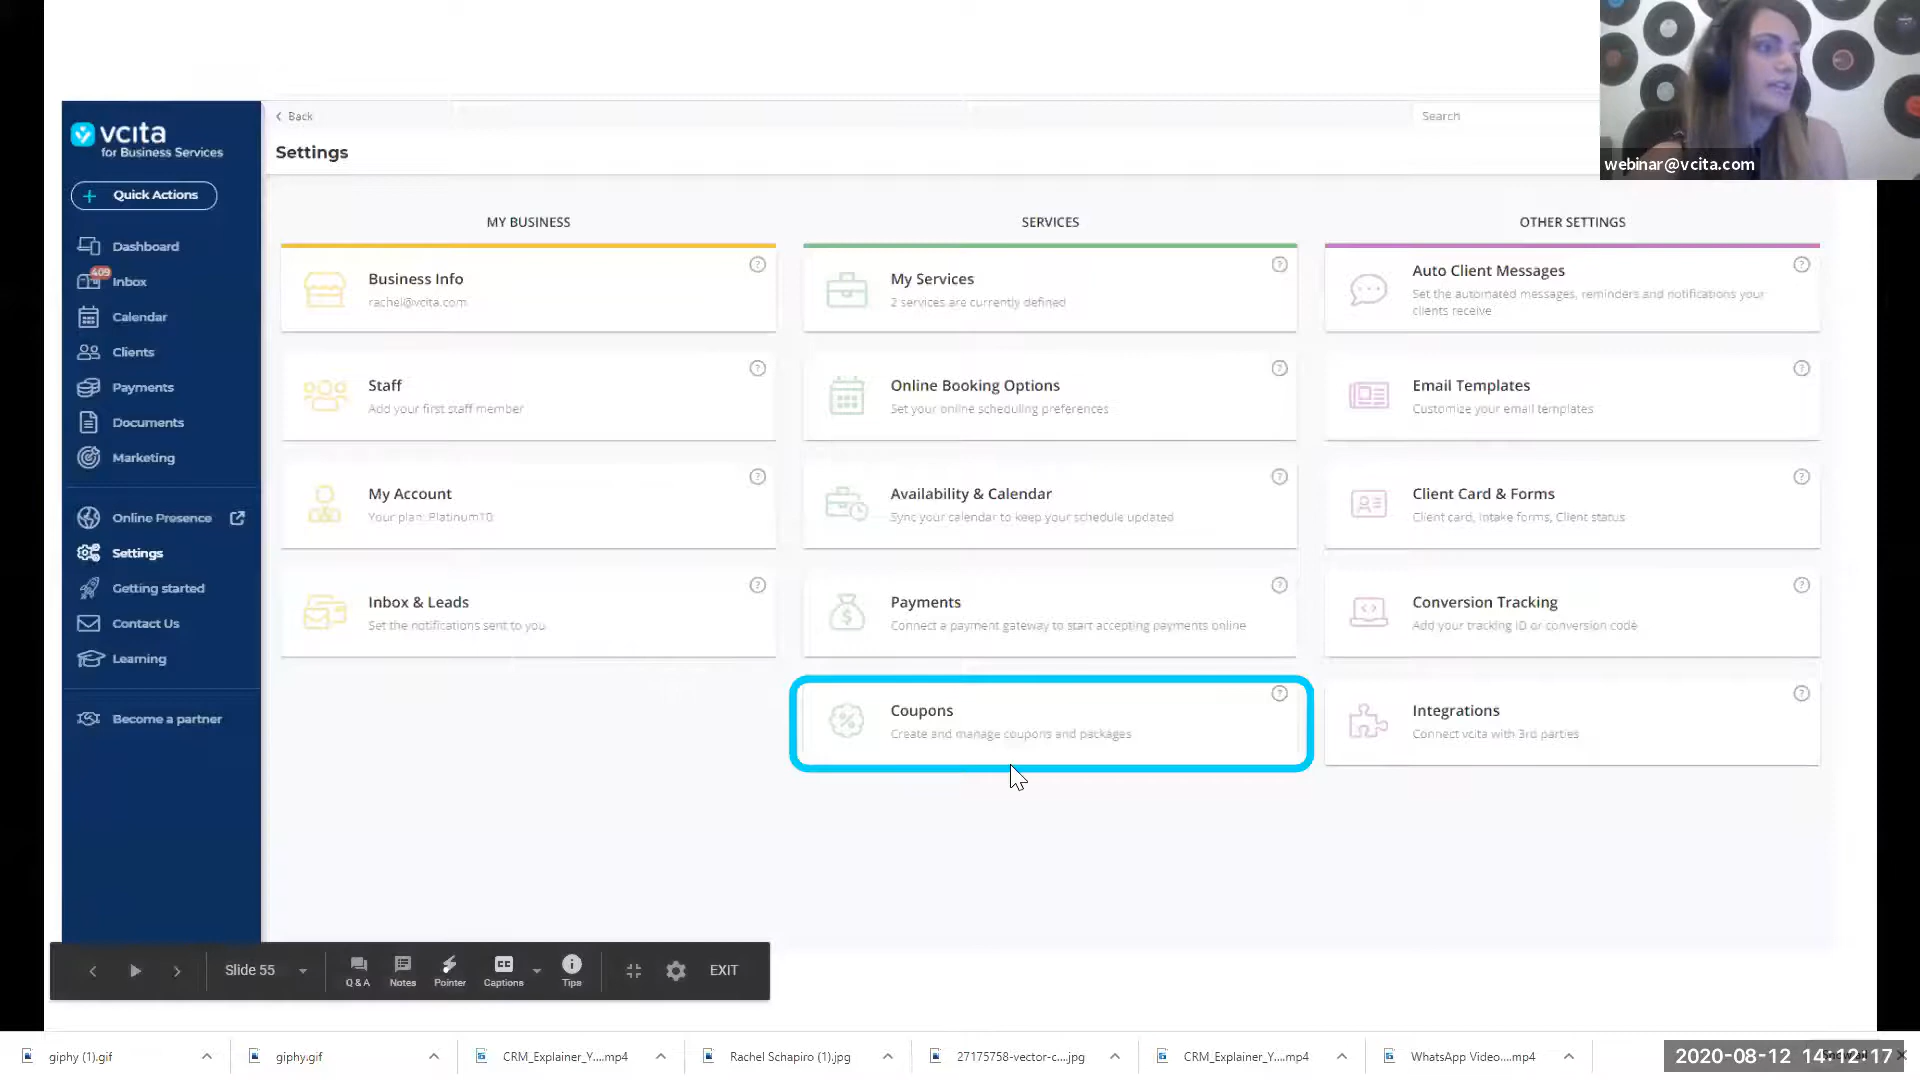 vcita
for Business Services
+ Quick Actions
Dashboard
409
Inbox
Calendar
Clients
Payments
Documents
Marketing
Online Presence
Settings
Getting started
Contact Us
Learning
Become a partner
Back
Search
Settings
MY BUSINESS
Business Info
rachel@vcita.com
Staff
Add your first staff member
My Account
Your plan: Platinum10
Inbox & Leads
Set the notifications sent to you
SERVICES
My Services
2 services are currently defined
Online Booking Options
Set your online scheduling preferences
Availability & Calendar
Sync your calendar to keep your schedule updated
Payments
Connect a payment gateway to start accepting payments online
Coupons
Create and manage coupons and packages
OTHER SETTINGS
Auto Client Messages
Set the automated messages, reminders and notifications your
clients receive
Email Templates
Customize your email templates
Client Card & Forms
Client card, Intake forms, Client status
Conversion Tracking
Add your tracking ID or conversion code
Integrations
Connect vcita with 3rd parties
webinar@vcita.com
Slide 55
Q & A
Notes
Pointer
CC
Captions
Tips
EXIT
giphy (1).gif
giphy.gif
CRM_Explainer_Y....mp4
Rachel Schapiro (1).jpg
27175758-vector-c....jpg
CRM_Explainer_Y....mp4
WhatsApp Video....mp4
2020-08-12 14:12:17